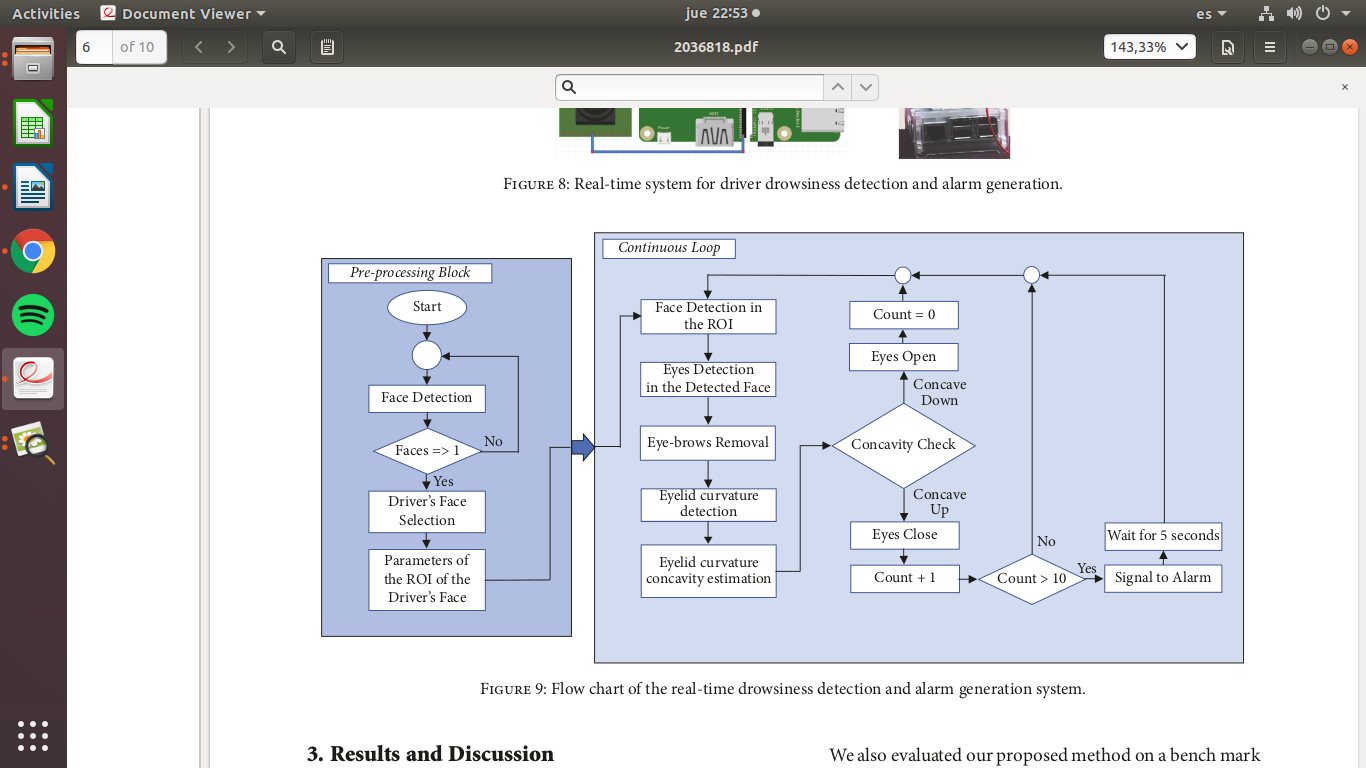 Activities
Document Viewer
jue 22:53
es
6
of 10
2036818.pdf
143,33%
FIGURE 8: Real-time system for driver drowsiness detection and alarm generation.
Pre-processing Block
Start
Face Detection
Faces => 1
No
Yes
Driver's Face
Selection
Parameters of
the ROI of the
Driver's Face
Continuous Loop
Face Detection in
the ROI
Eyes Detection
in the Detected Face
Eye-brows Removal
Eyelid curvature
detection
Eyelid curvature
concavity estimation
Count = 0
Eyes Open
Concave
Down
Concavity Check
Concave
Up
Eyes Close
Count + 1
Count > 10
No
Yes
Wait for 5 seconds
Signal to Alarm
FIGURE 9: Flow chart of the real-time drowsiness detection and alarm generation system.
3. Results and Discussion
We also evaluated our proposed method on a bench mark